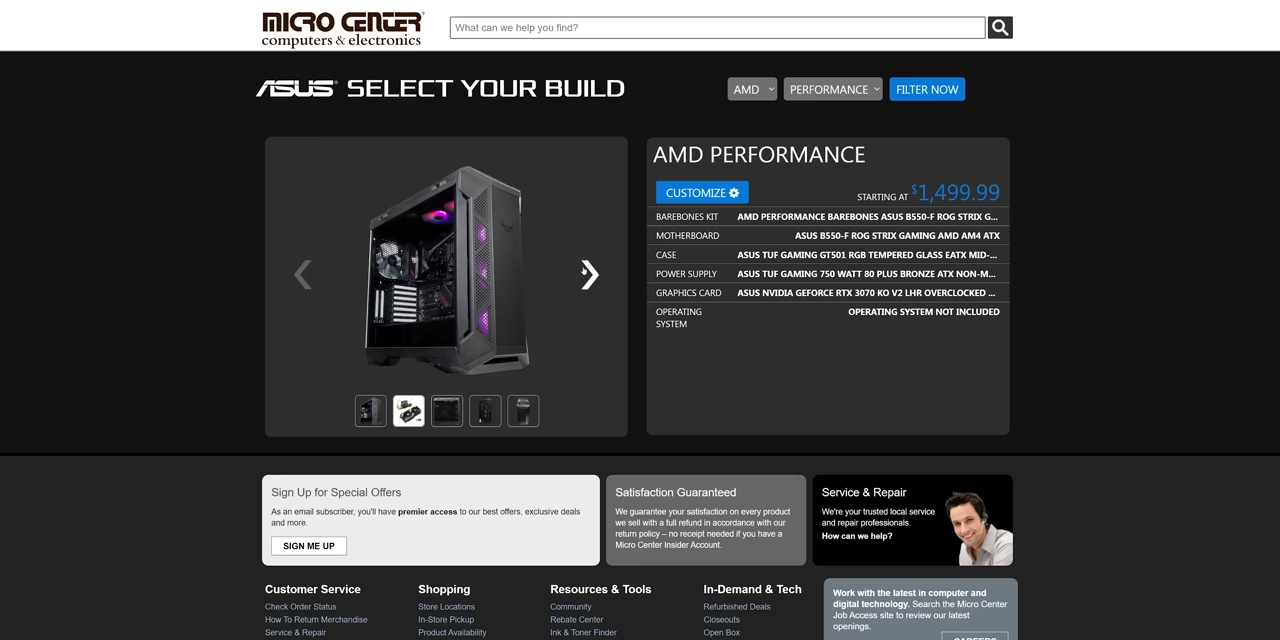 MICRO CENTER
computers & electronics
What can we help you find?
ASUS SELECT YOUR BUILD
AMD
PERFORMANCE
FILTER NOW
AMD PERFORMANCE
CUSTOMIZE
STARTING AT $1,499.99
BAREBONES KIT AMD PERFORMANCE BAREBONES ASUS B550-F ROG STRIX G...
MOTHERBOARD ASUS B550-F ROG STRIX GAMING AMD AM4 ATX
CASE ASUS TUF GAMING GT501 RGB TEMPERED GLASS EATX MID-...
POWER SUPPLY ASUS TUF GAMING 750 WATT 80 PLUS BRONZE ATX NON-M...
GRAPHICS CARD ASUS NVIDIA GEFORCE RTX 3070 KO V2 LHR OVERCLOCKED ...
OPERATING SYSTEM OPERATING SYSTEM NOT INCLUDED
Sign Up for Special Offers
As an email subscriber, you'll have premier access to our best offers, exclusive deals
and more.
SIGN ME UP
Satisfaction Guaranteed
We guarantee your satisfaction on every product
we sell with a full refund in accordance with our
return policy – no receipt needed if you have a
Micro Center Insider Account.
Service & Repair
We're your trusted local service
and repair professionals.
How can we help?
Customer Service
Check Order Status
How To Return Merchandise
Service & Repair
Shopping
Store Locations
In-Store Pickup
Product Availability
Resources & Tools
Community
Rebate Center
Ink & Toner Finder
In-Demand & Tech
Refurbished Deals
Closeouts
Open Box
Work with the latest in computer and
digital technology. Search the Micro Center
Job Access site to review our latest
openings.
CAREERS